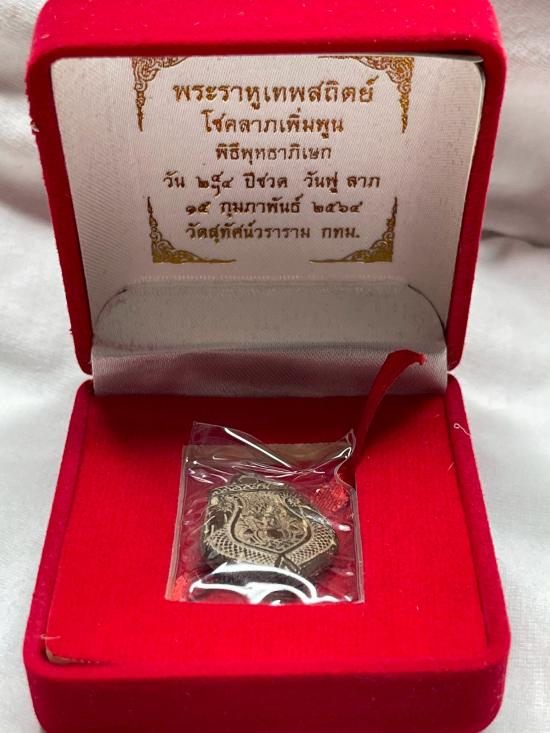 พระราหูเทพสถิตย์
โชคลาภเพิ่มพูน
พิธีพุทธาภิเษก
วัน ๒ ๔ ปีชวด วันฟู ลาภ
๑๕ กุมภาพันธ์ ๒๕๖๔
วัดสุทัศน์วราราม กทม.